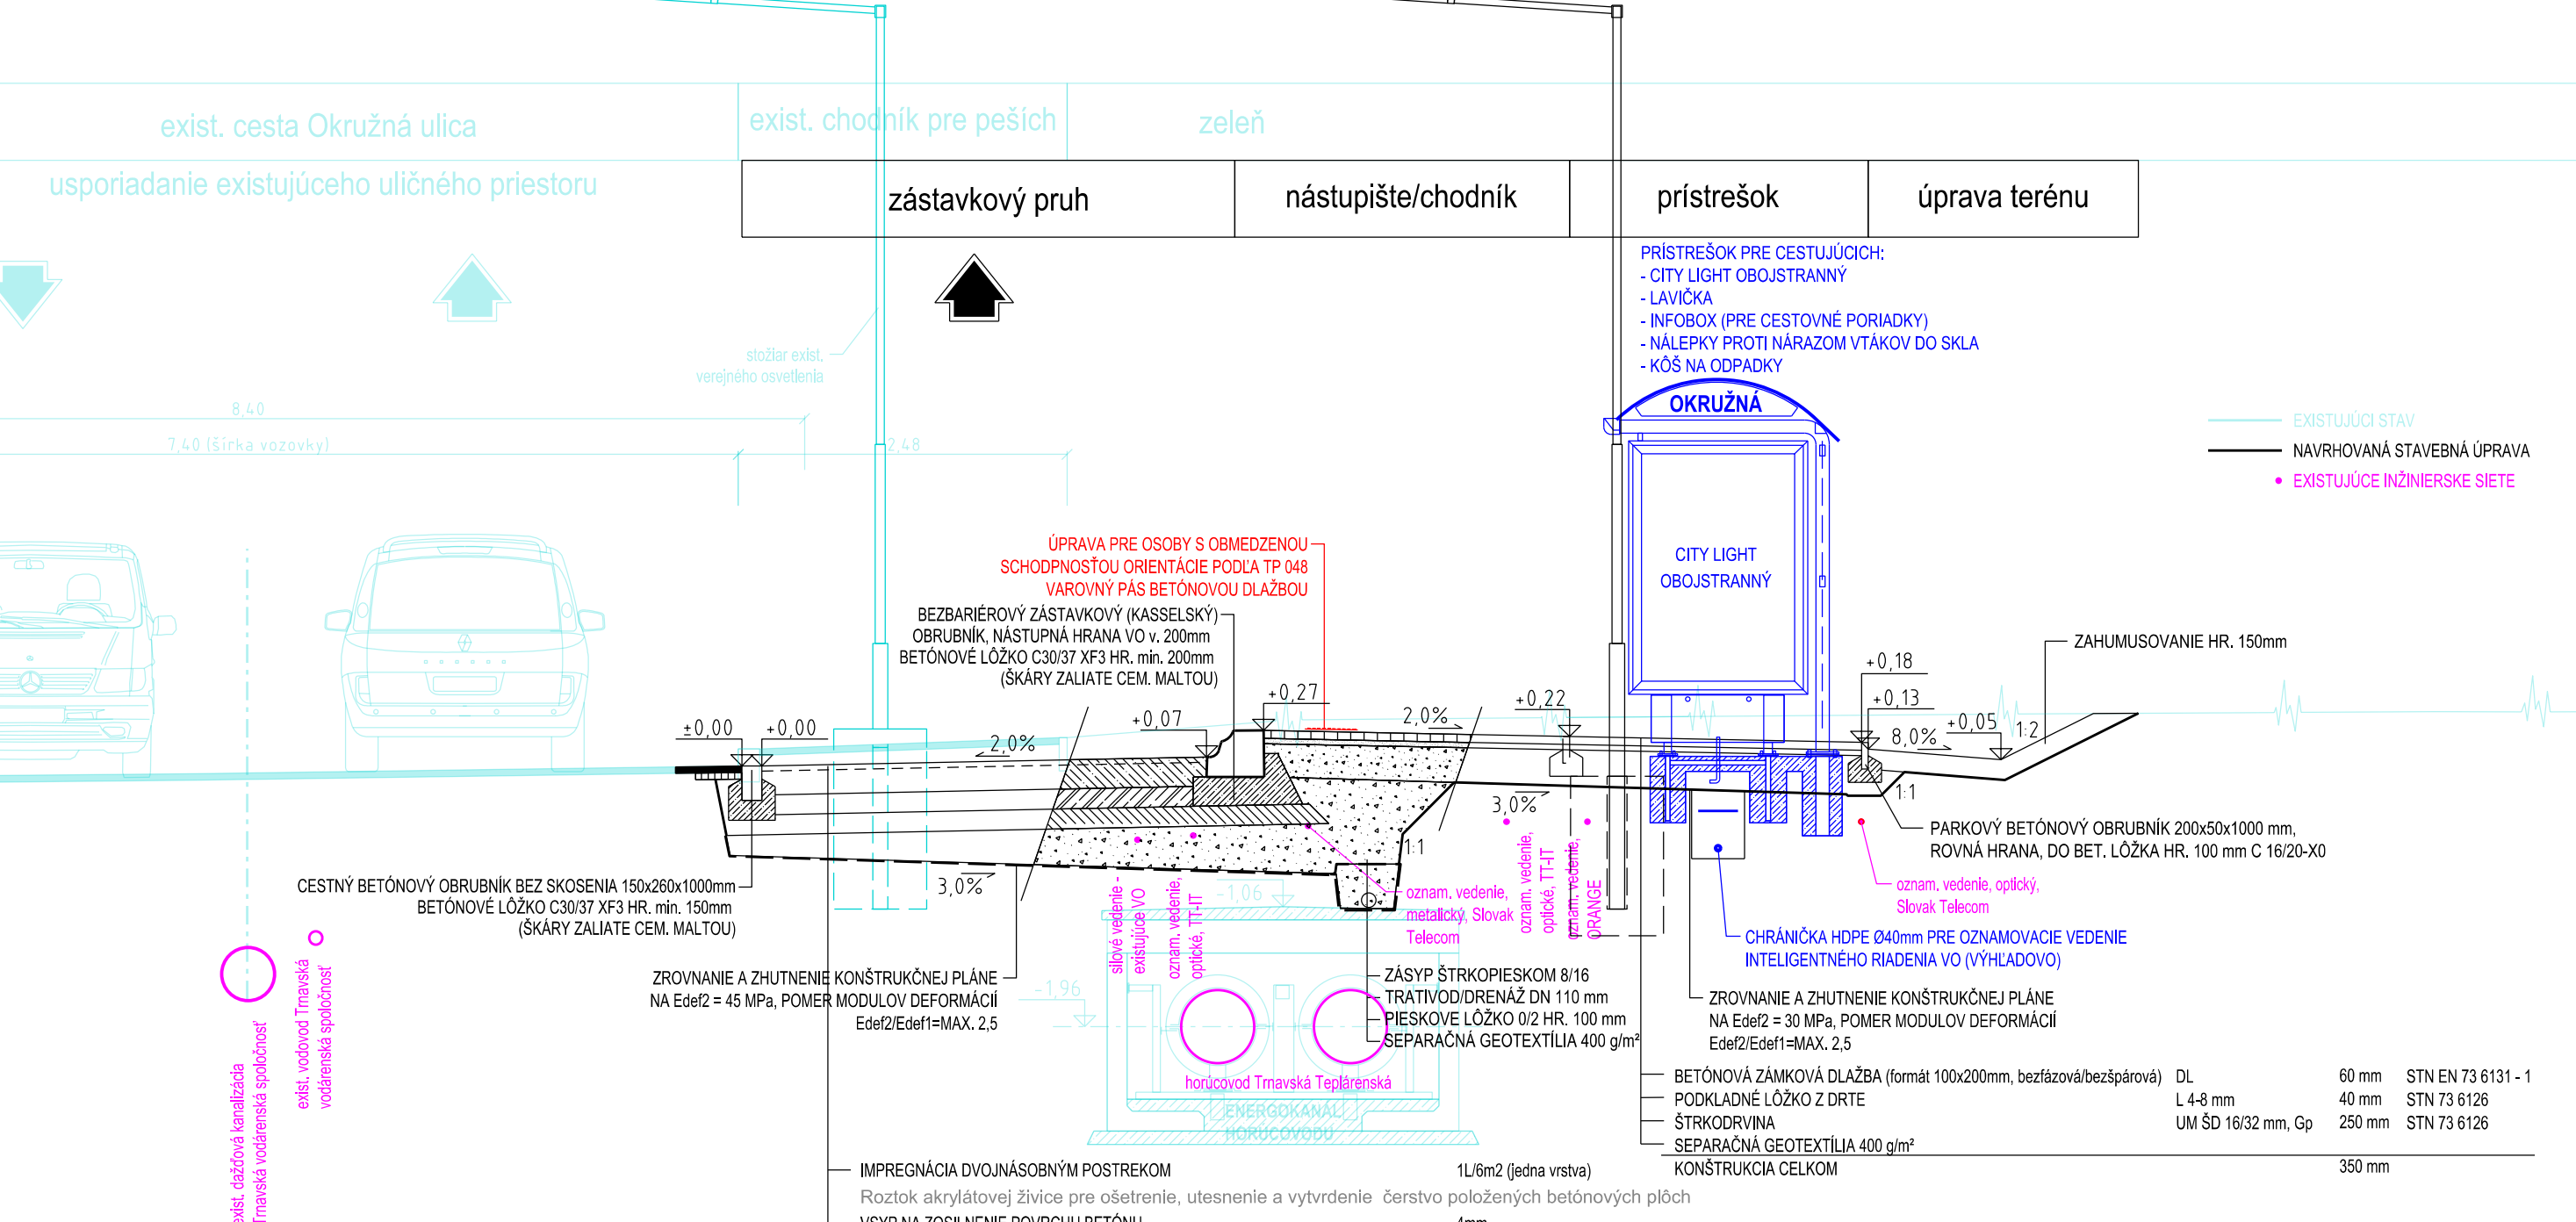 exist. cesta Okružná ulica
exist. chodník pre peších
zeleň
usporiadanie existujúceho uličného priestoru
zástavkový pruh
nástupište/chodník
prístrešok
úprava terénu
PRÍSTREŠOK PRE CESTUJÚCICH:
- CITY LIGHT OBOJSTRANNÝ
- LAVIČKA
- INFOBOX (PRE CESTOVNÉ PORIADKY)
- NÁLEPKY PROTI NÁRAZOM VTÁKOV DO SKLA
- KÔŠ NA ODPADKY
stožiar exist.
verejného osvetlenia
8,40
7,40 (šírka vozovky)
2,48
OKRUŽNÁ
CITY LIGHT
OBOJSTRANNÝ
EXISTUJÚCI STAV
NAVRHOVANÁ STAVEBNÁ ÚPRAVA
EXISTUJÚCE INŽINIERSKE SIETE
ÚPRAVA PRE OSOBY S OBMEDZENOU
SCHODPNOSŤOU ORIENTÁCIE PODĽA TP 048
VAROVNÝ PÁS BETÓNOVOU DLAŽBOU
BEZBARIÉROVÝ ZÁSTAVKOVÝ (KASSELSKÝ)
OBRUBNÍK, NÁSTUPNÁ HRANA VO v. 200mm
BETÓNOVÉ LÔŽKO C30/37 XF3 HR. min. 200mm
(ŠKÁRY ZALIATE CEM. MALTOU)
ZAHUMUSOVANIE HR. 150mm
±0,00
+0,00
2,0%
+0,07
+0,27
2,0%
+0,22
+0,18
+0,13
8,0%
+0,05
1:2
1:1
3,0%
1:1
3,0%
PARKOVÝ BETÓNOVÝ OBRUBNÍK 200x50x1000 mm,
ROVNÁ HRANA, DO BET. LÔŽKA HR. 100 mm C 16/20-X0
CESTNÝ BETÓNOVÝ OBRUBNÍK BEZ SKOSENIA 150x260x1000mm
BETÓNOVÉ LÔŽKO C30/37 XF3 HR. min. 150mm
(ŠKÁRY ZALIATE CEM. MALTOU)
silové vedenie -
existujúce VO
oznam. vedenie,
optické, TT-IT
-1,06
oznam. vedenie,
metalický, Slovak
Telecom
oznam. vedenie,
optické, TT-IT
oznam. vedenie,
ORANGE
oznam. vedenie, optický,
Slovak Telecom
CHRÁNIČKA HDPE Ø40mm PRE OZNAMOVACIE VEDENIE
INTELIGENTNÉHO RIADENIA VO (VÝHĽADOVO)
exist. dažďová kanalizácia
Trnavská vodárenská spoločnosť
exist. vodovod Trnavská
vodárenská spoločnosť
ZROVNANIE A ZHUTNENIE KONŠTRUKČNEJ PLÁNE
NA Edef2 = 45 MPa, POMER MODULOV DEFORMÁCIÍ
Edef2/Edef1=MAX. 2,5
-1,96
ZÁSYP ŠTRKOPIESKOM 8/16
TRATIVOD/DRENÁŽ DN 110 mm
PIESKOVE LÔŽKO 0/2 HR. 100 mm
SEPARAČNÁ GEOTEXTÍLIA 400 g/m²
ZROVNANIE A ZHUTNENIE KONŠTRUKČNEJ PLÁNE
NA Edef2 = 30 MPa, POMER MODULOV DEFORMÁCIÍ
Edef2/Edef1=MAX. 2,5
horúcovod Trnavská Teplárenská
ENERGOKANÁL
HORÚCOVODU
BETÓNOVÁ ZÁMKOVÁ DLAŽBA (formát 100x200mm, bezfázová/bezšpárová) DL 60 mm STN EN 73 6131 - 1
PODKLADNÉ LÔŽKO Z DRTE L 4-8 mm 40 mm STN 73 6126
ŠTRKODRVINA UM ŠD 16/32 mm, Gp 250 mm STN 73 6126
SEPARAČNÁ GEOTEXTÍLIA 400 g/m²
KONŠTRUKCIA CELKOM 350 mm
IMPREGNÁCIA DVOJNÁSOBNÝM POSTREKOM 1L/6m2 (jedna vrstva)
Roztok akrylátovej živice pre ošetrenie, utesnenie a vytvrdenie čerstvo položených betónových plôch
VSYP NA ZOSILNENIE POVRCHU BETÓNU 4mm